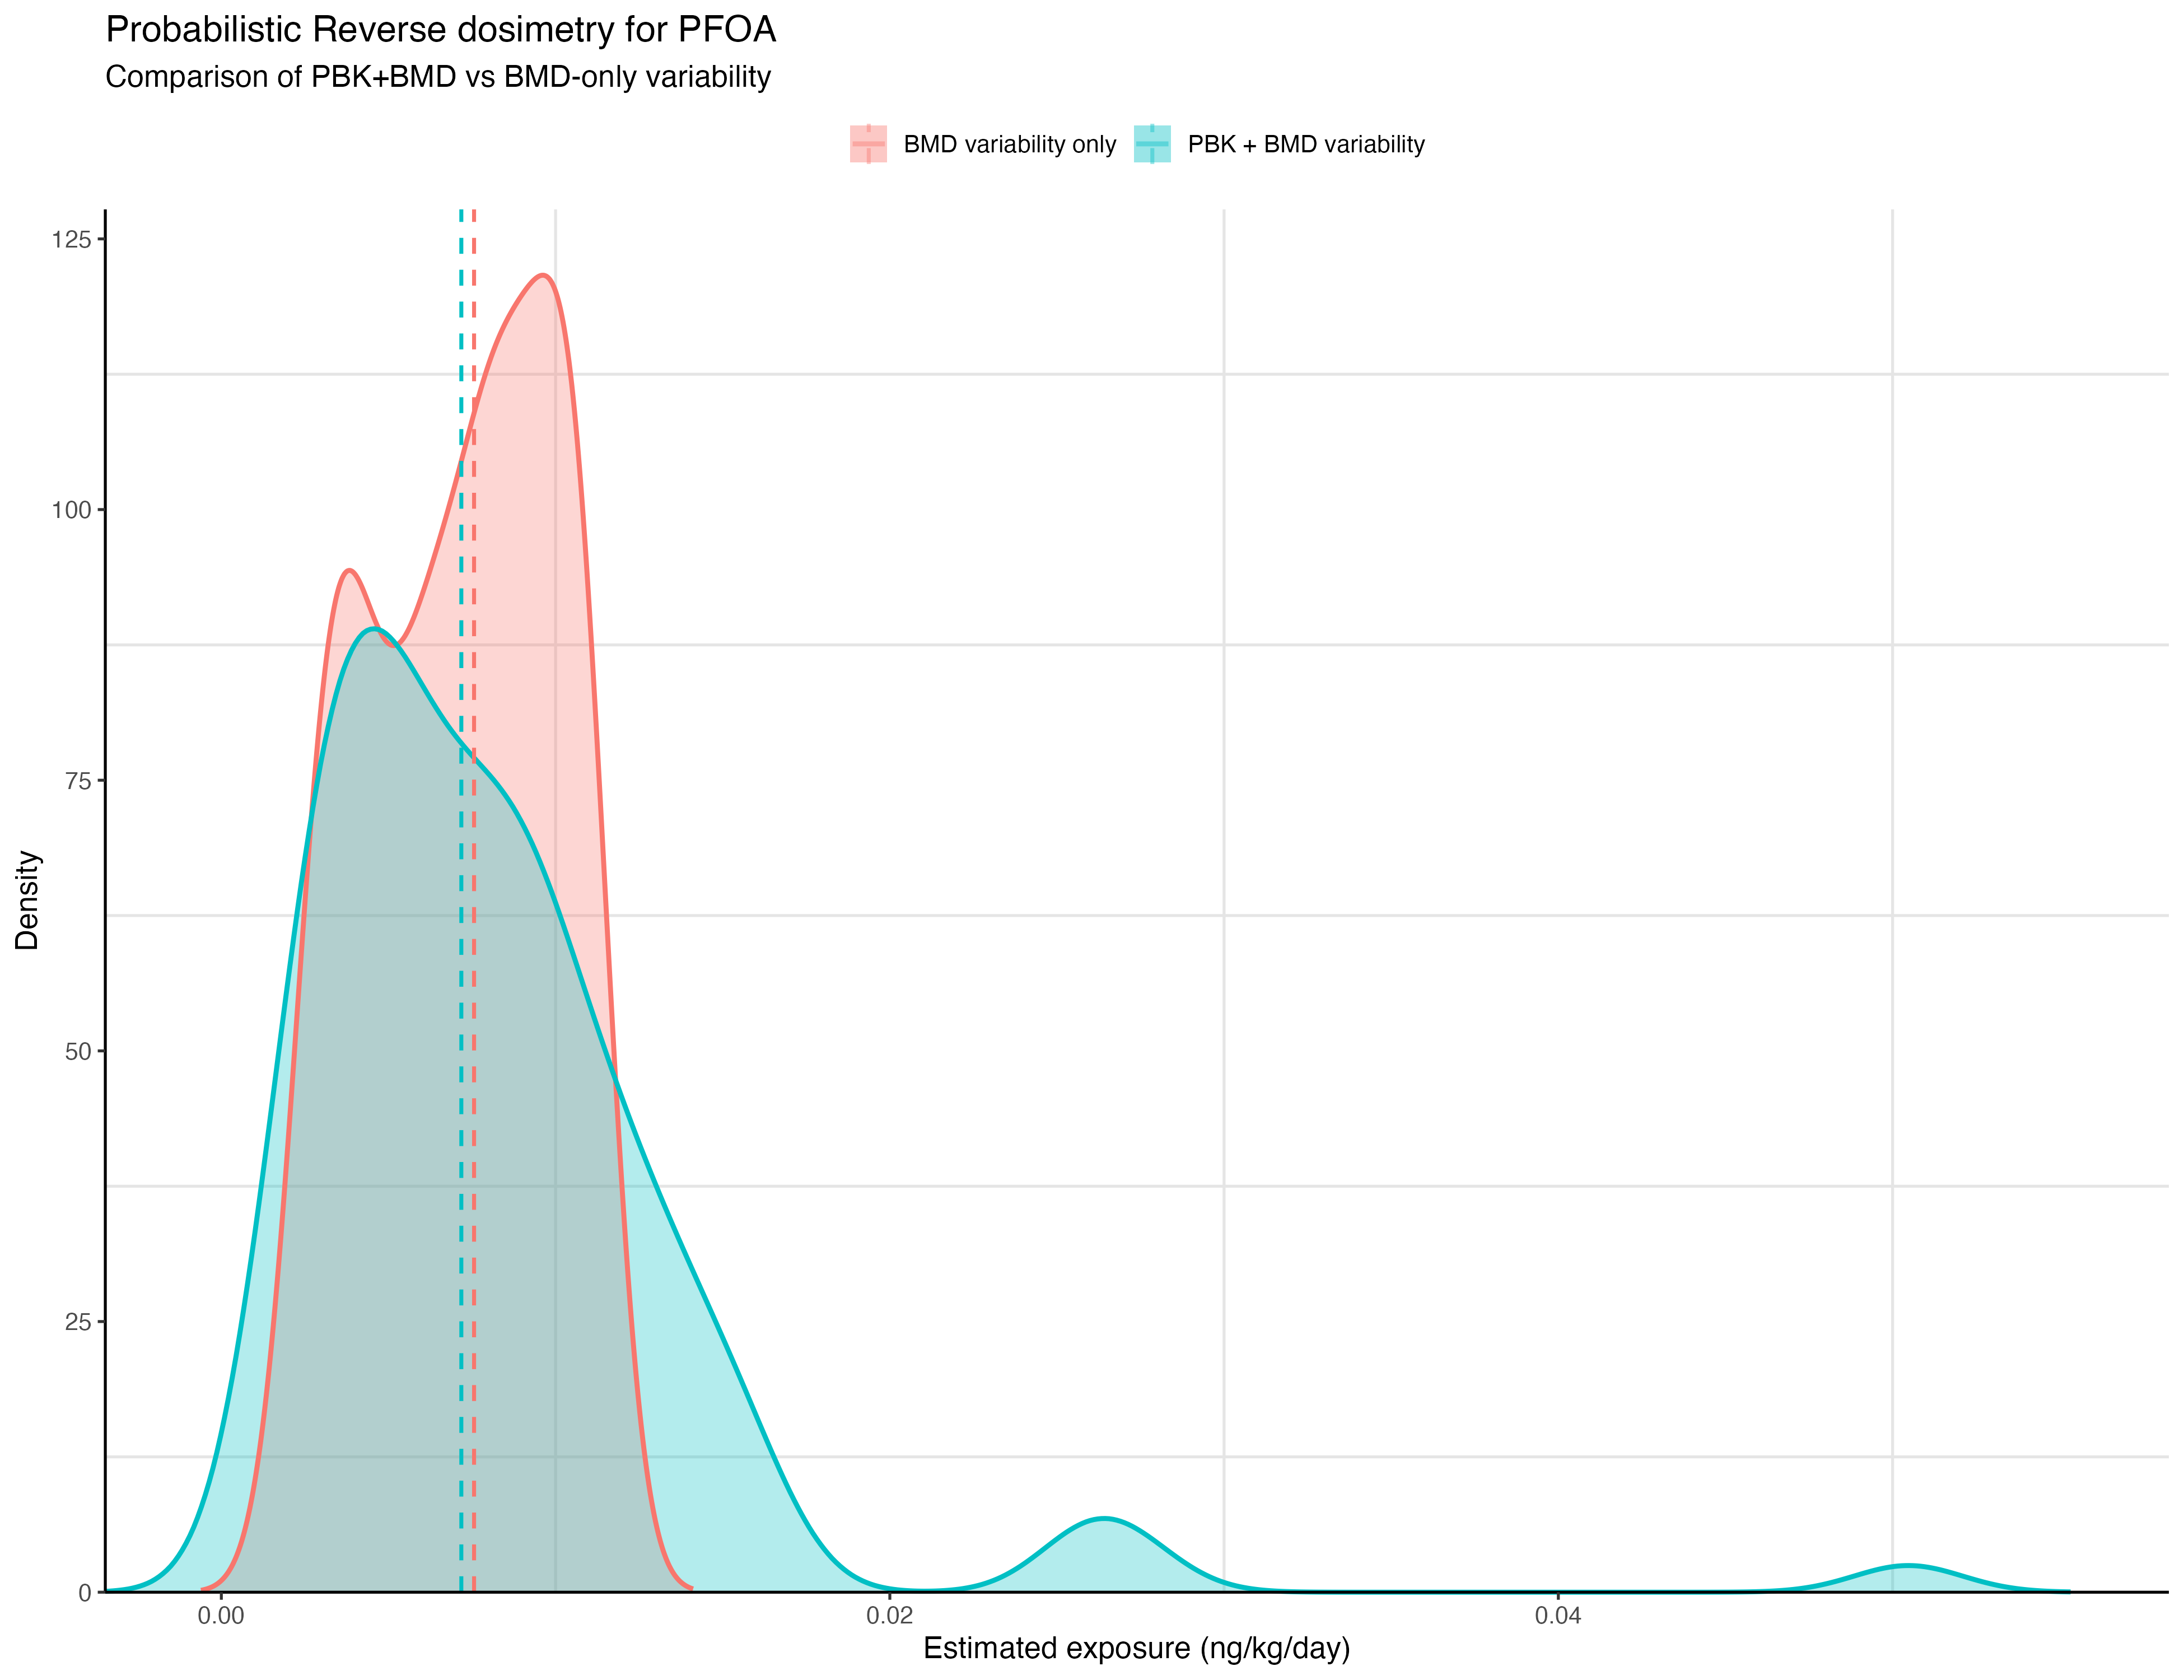 Probabilistic Reverse dosimetry for PFOA
Comparison of PBK+BMD vs BMD-only variability
BMD variability only
PBK + BMD variability
125
100
75
50
25
0
Density
0.00
0.02
0.04
Estimated exposure (ng/kg/day)